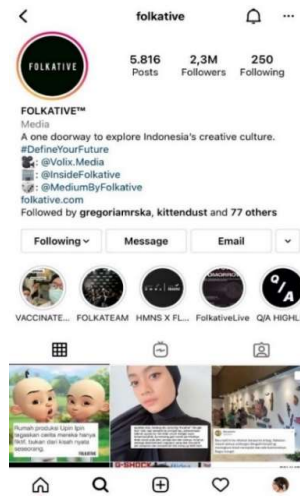 folkative
FOLKATIVE
5.816 2,3M 250
Posts Followers Following
FOLKATIVE™
Media
A one doorway to explore Indonesia's creative culture.
#DefineYourFuture
: @Volix.Media
: @InsideFolkative
: @MediumByFolkative
folkative.com
Followed by gregoriamrska, kittendust and 77 others
Following Message Email
VACCINATE... FOLKATEAM HMNS X FL... FolkativeLive Q/A HIGHL
Q/A
Rumah produksi Upin Ipin
tegaskan cerita mereka hanya
fiktif, bukan dari kisah nyata
seseorang.
G-SHOCK